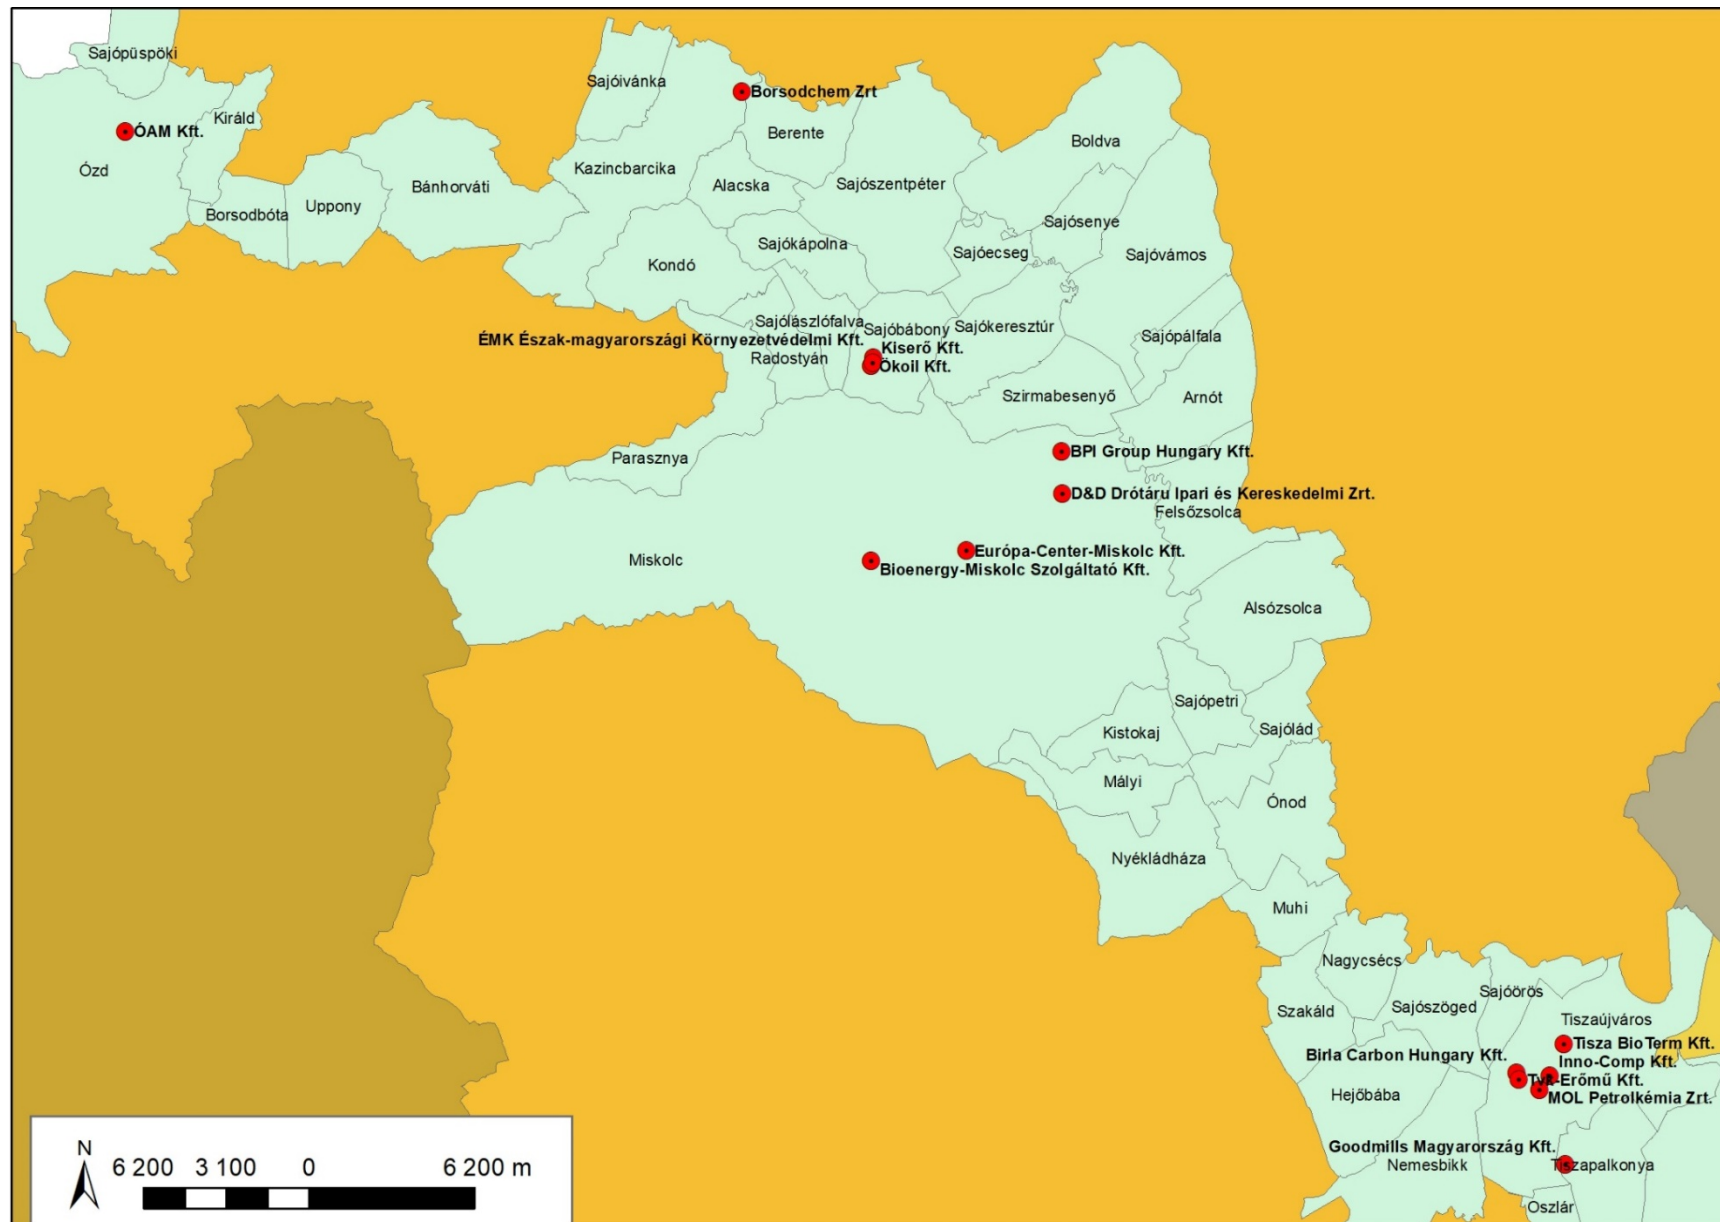 Sajópüspöki
Sajóivánka
Borsodchem Zrt
Királd
ÓAM Kft.
Berente
Boldva
Ózd
Kazincbarcika
Bánhorváti
Alacska
Sajószentpéter
Borsodbóta
Uppony
Sajósenye
Sajókápolna
Sajóecseg
Sajóvámos
Kondó
Sajólászlófalva
Sajóbábony
Sajókeresztúr
Sajópálfala
ÉMK Észak-magyarországi Környezetvédelmi Kft.
Kiserő Kft.
Radostyán
Ökoil Kft.
Szirmabesenyő
Arnót
BPI Group Hungary Kft.
Parasznya
D&D Drótáru Ipari és Kereskedelmi Zrt.
Felsőzsolca
Európa-Center-Miskolc Kft.
Miskolc
Bioenergy-Miskolc Szolgáltató Kft.
Alsózsolca
Sajópetri
Kistokaj
Sajólád
Mályi
Ónod
Nyékládháza
Muhi
Nagycsécs
Sajóörös
Szakáld
Sajószöged
Tiszaújváros
Tisza BioTerm Kft.
Birla Carbon Hungary Kft.
Inno-Comp Kft.
Tvk-Erőmű Kft.
Hejőbába
MOL Petrolkémia Zrt.
Goodmills Magyarország Kft.
Nemesbikk
Tiszapalkonya
Oszlár
N
6 200 3 100 0 6 200 m